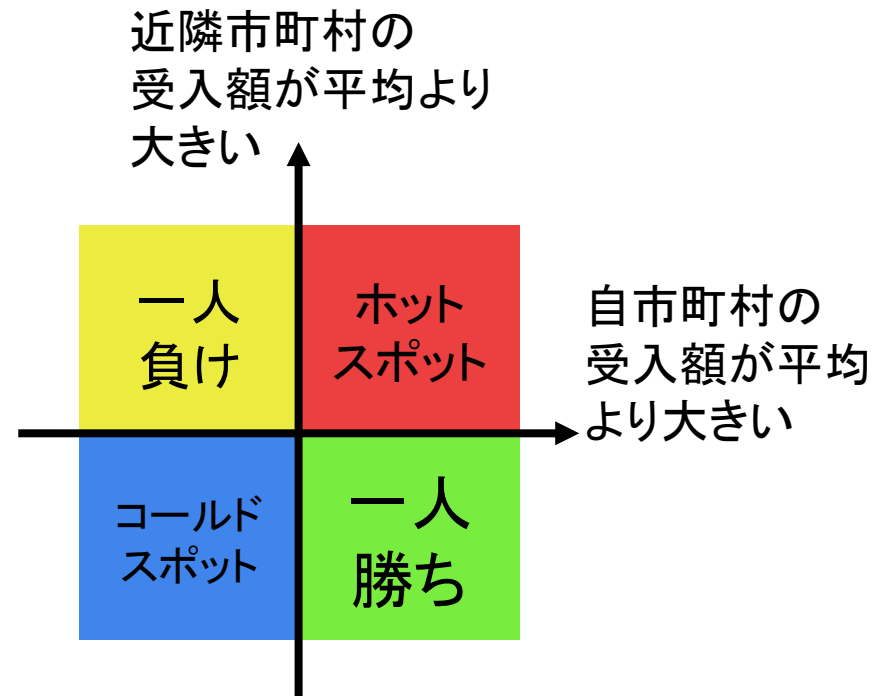 近隣市町村の
受入額が平均より
大きい
一人
負け
ホット
スポット
自市町村の
受入額が平均
より大きい
コールド
スポット
一人
勝ち